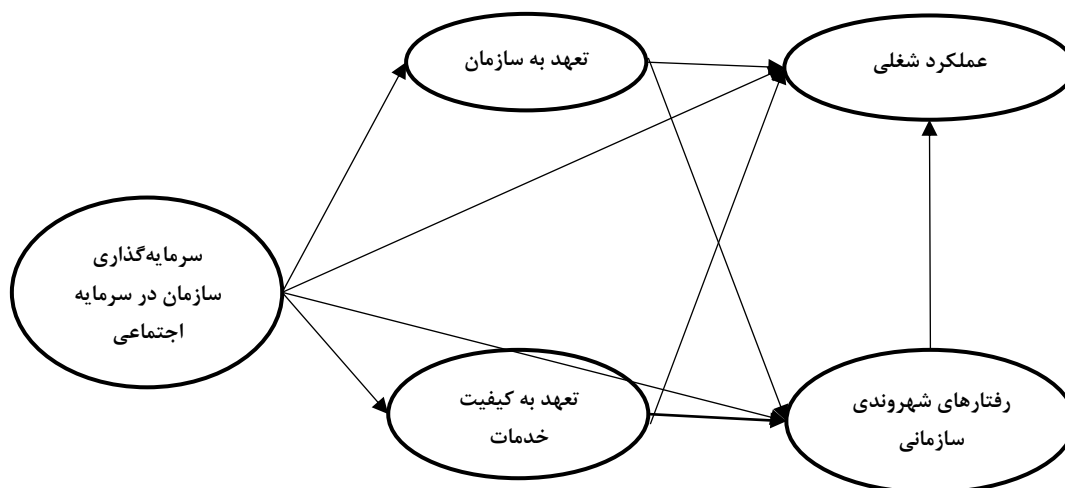 تعهد به سازمان
عملکرد شغلی
سرمایه‌گذاری
سازمان در سرمایه
اجتماعی
تعهد به کیفیت
خدمات
رفتارهای شهروندی
سازمانی